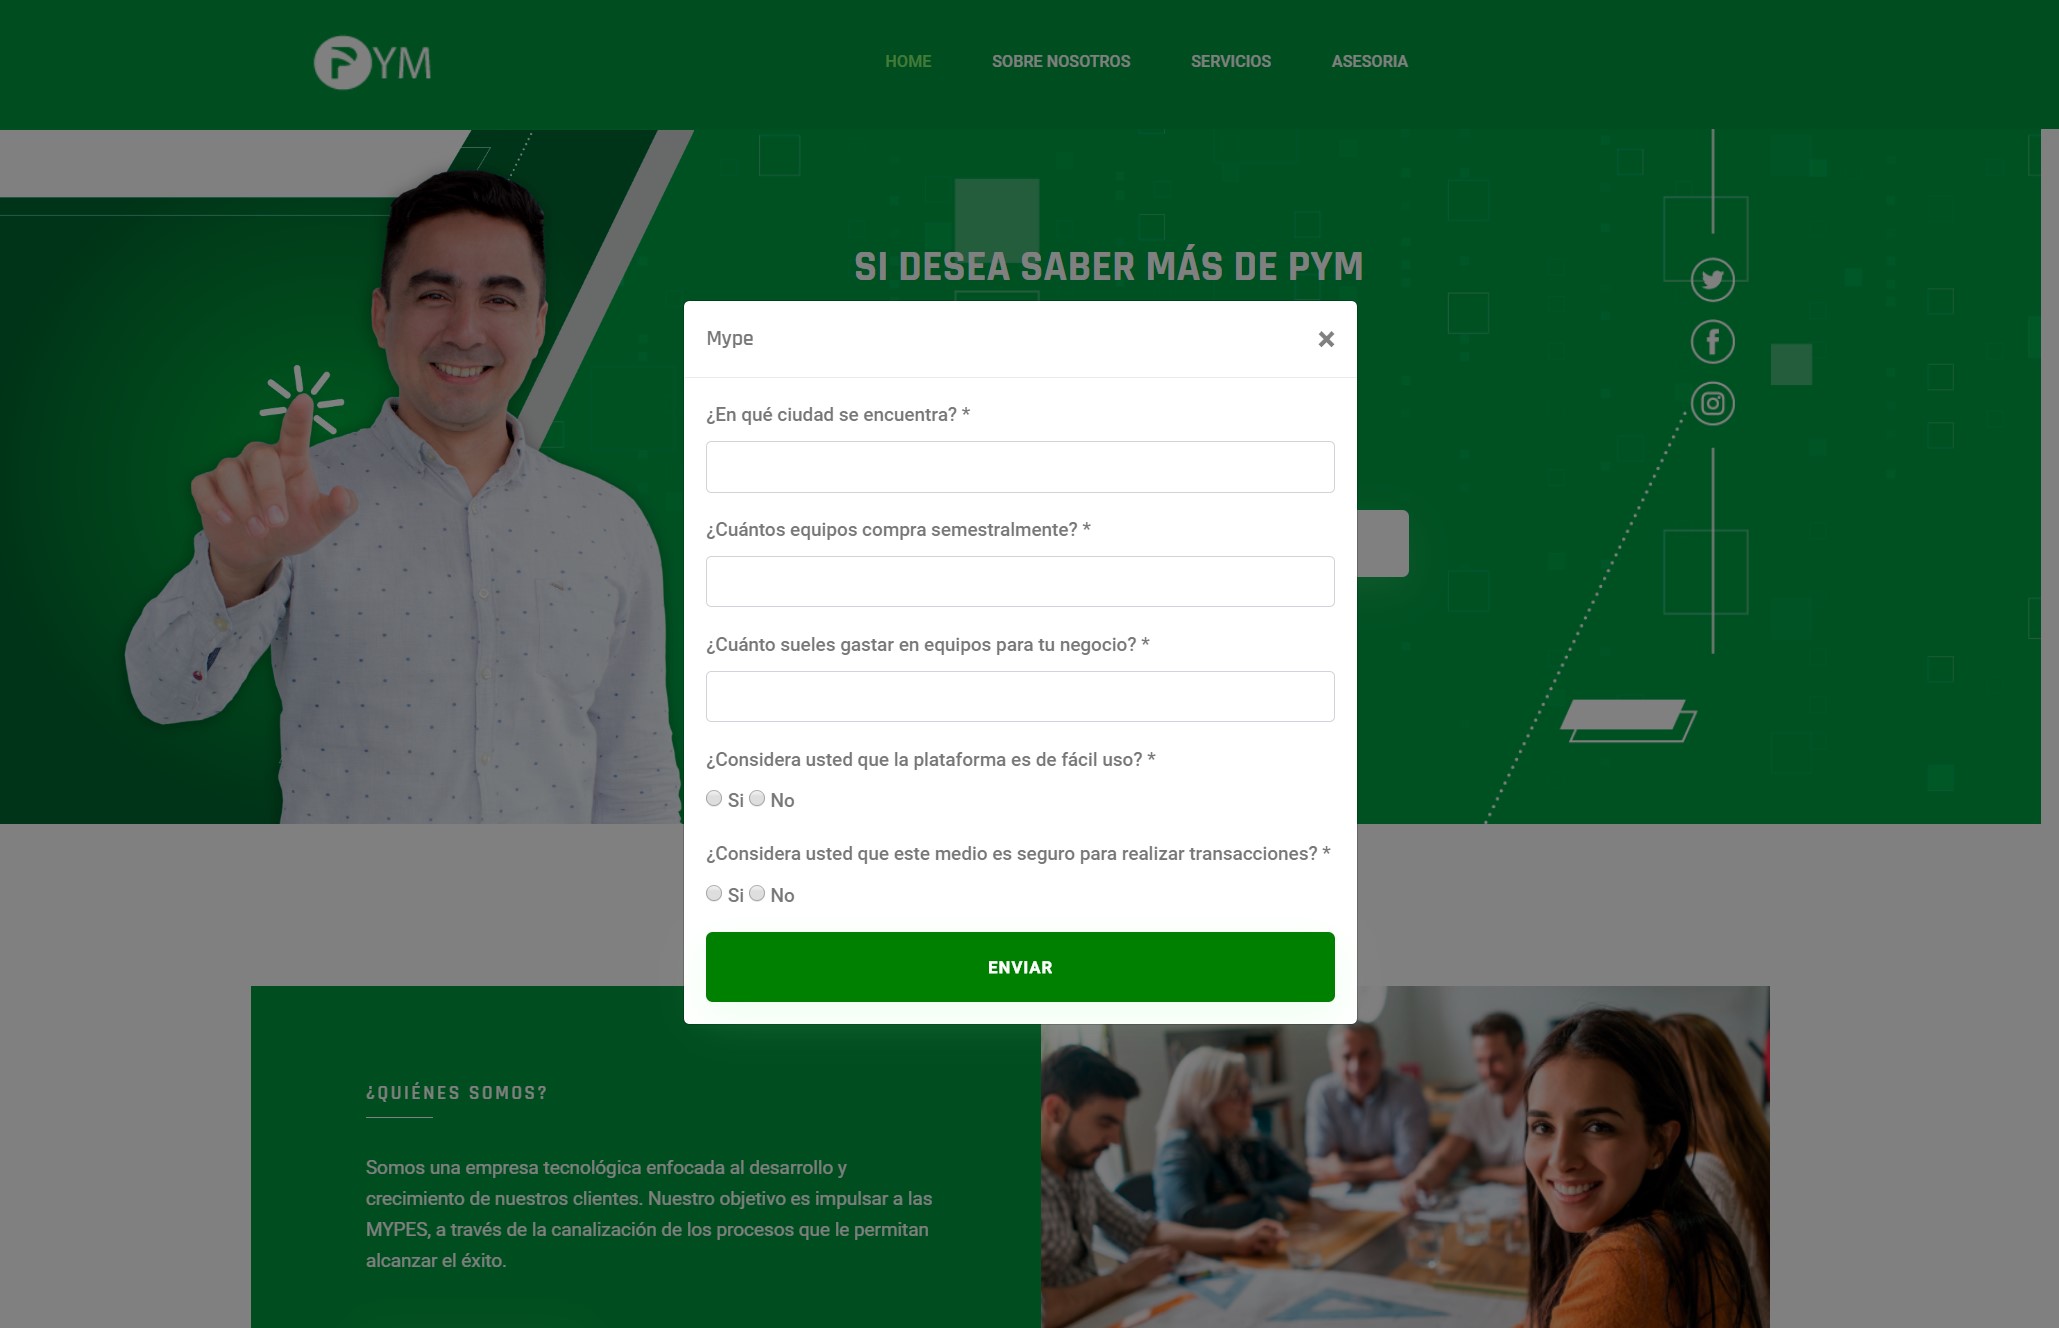 PYM
HOME
SOBRE NOSOTROS
SERVICIOS
ASESORIA
SI DESEA SABER MÁS DE PYM
Mype
¿En qué ciudad se encuentra? *
¿Cuántos equipos compra semestralmente? *
¿Cuánto sueles gastar en equipos para tu negocio? *
¿Considera usted que la plataforma es de fácil uso? *
Si No
¿Considera usted que este medio es seguro para realizar transacciones? *
Si No
ENVIAR
¿QUIÉNES SOMOS?
Somos una empresa tecnológica enfocada al desarrollo y
crecimiento de nuestros clientes. Nuestro objetivo es impulsar a las
MYPES, a través de la canalización de los procesos que le permitan
alcanzar el éxito.